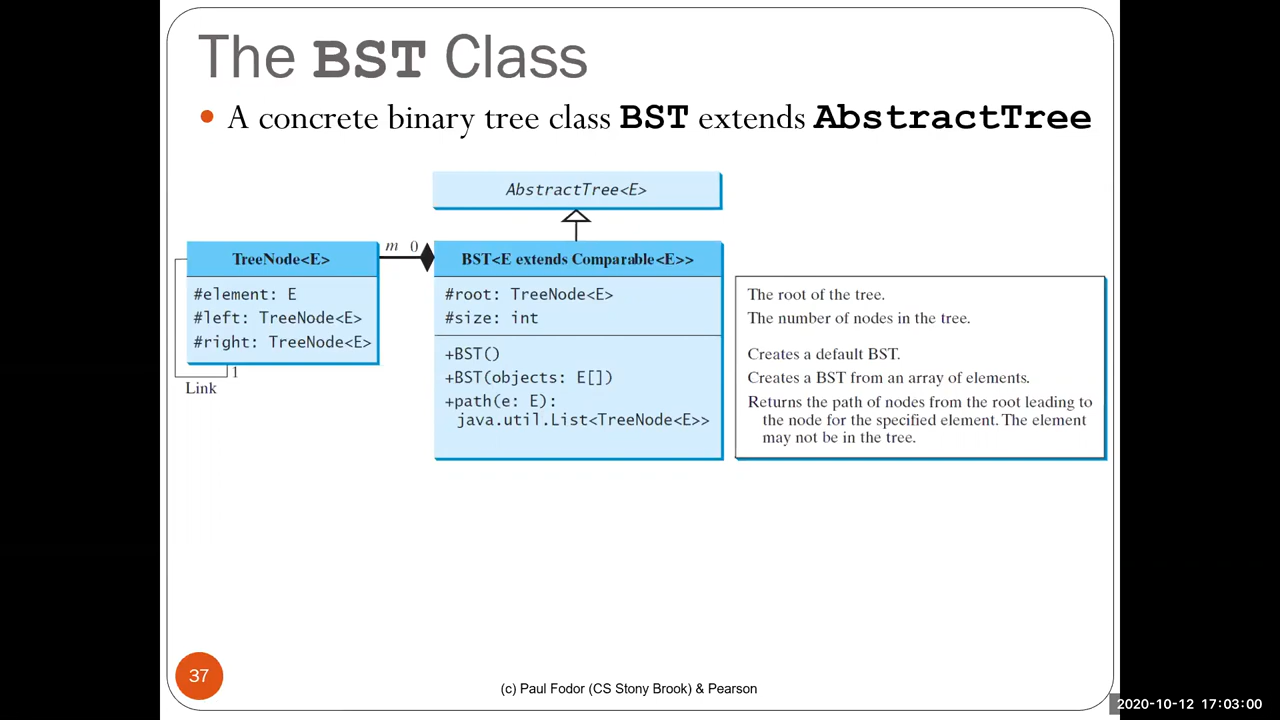 The BST Class
• A concrete binary tree class BST extends AbstractTree
AbstractTree<E>
m 0
TreeNode<E>
#element: E
#left: TreeNode<E>
#right: TreeNode<E>
1
Link
BST<E extends Comparable<E>>
#root: TreeNode<E>
#size: int
+BST()
+BST(objects: E[])
+path(e: E):
java.util.List<TreeNode<E>>
The root of the tree.
The number of nodes in the tree.
Creates a default BST.
Creates a BST from an array of elements.
Returns the path of nodes from the root leading to
the node for the specified element. The element
may not be in the tree.
37
(c) Paul Fodor (CS Stony Brook) & Pearson
2020-10-12 17:03:00